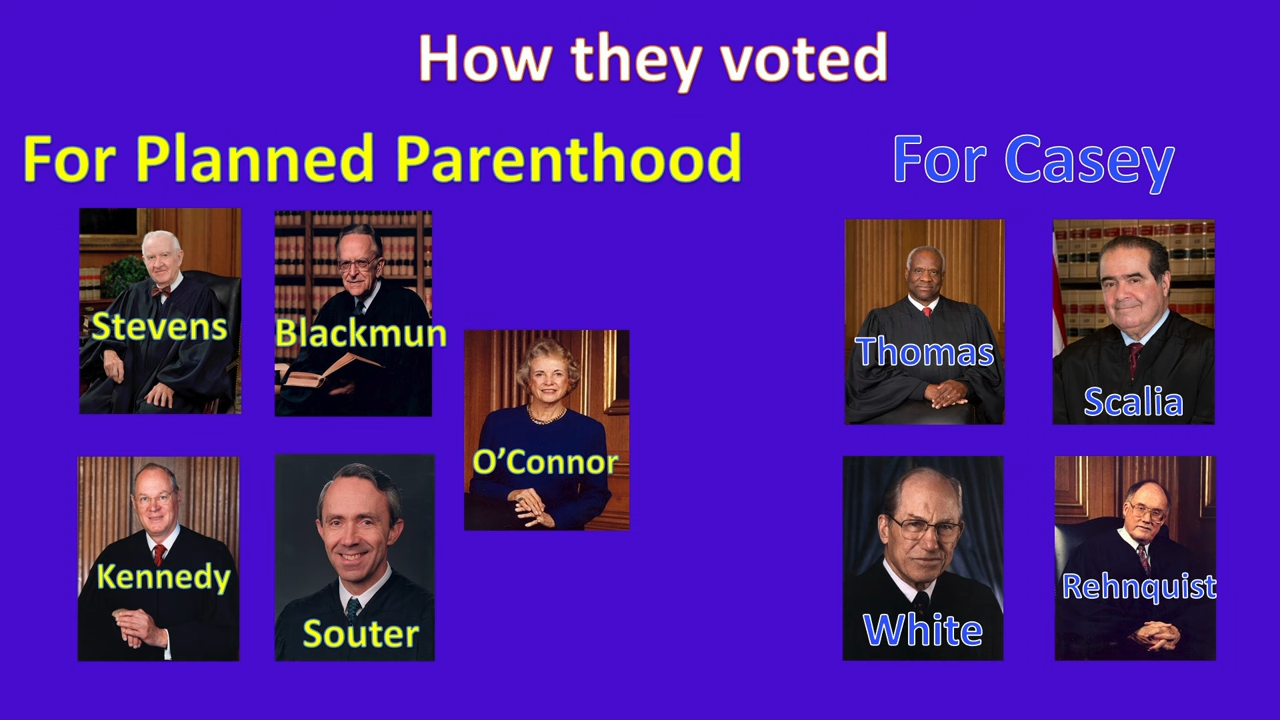 How they voted
For Planned Parenthood
For Casey
Stevens
Blackmun
O’Connor
Kennedy
Souter
Thomas
Scalia
White
Rehnquist